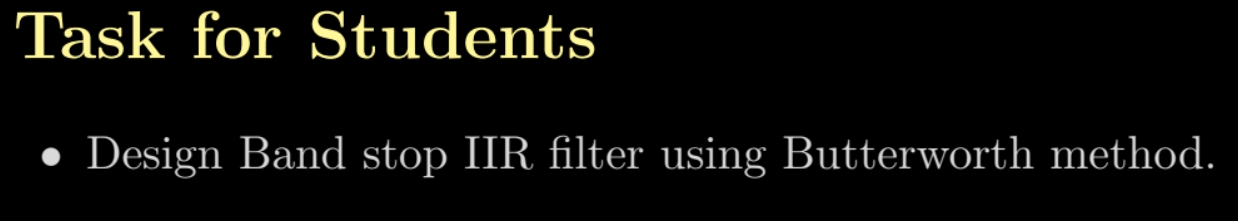 Task for Students
• Design Band stop IIR filter using Butterworth method.